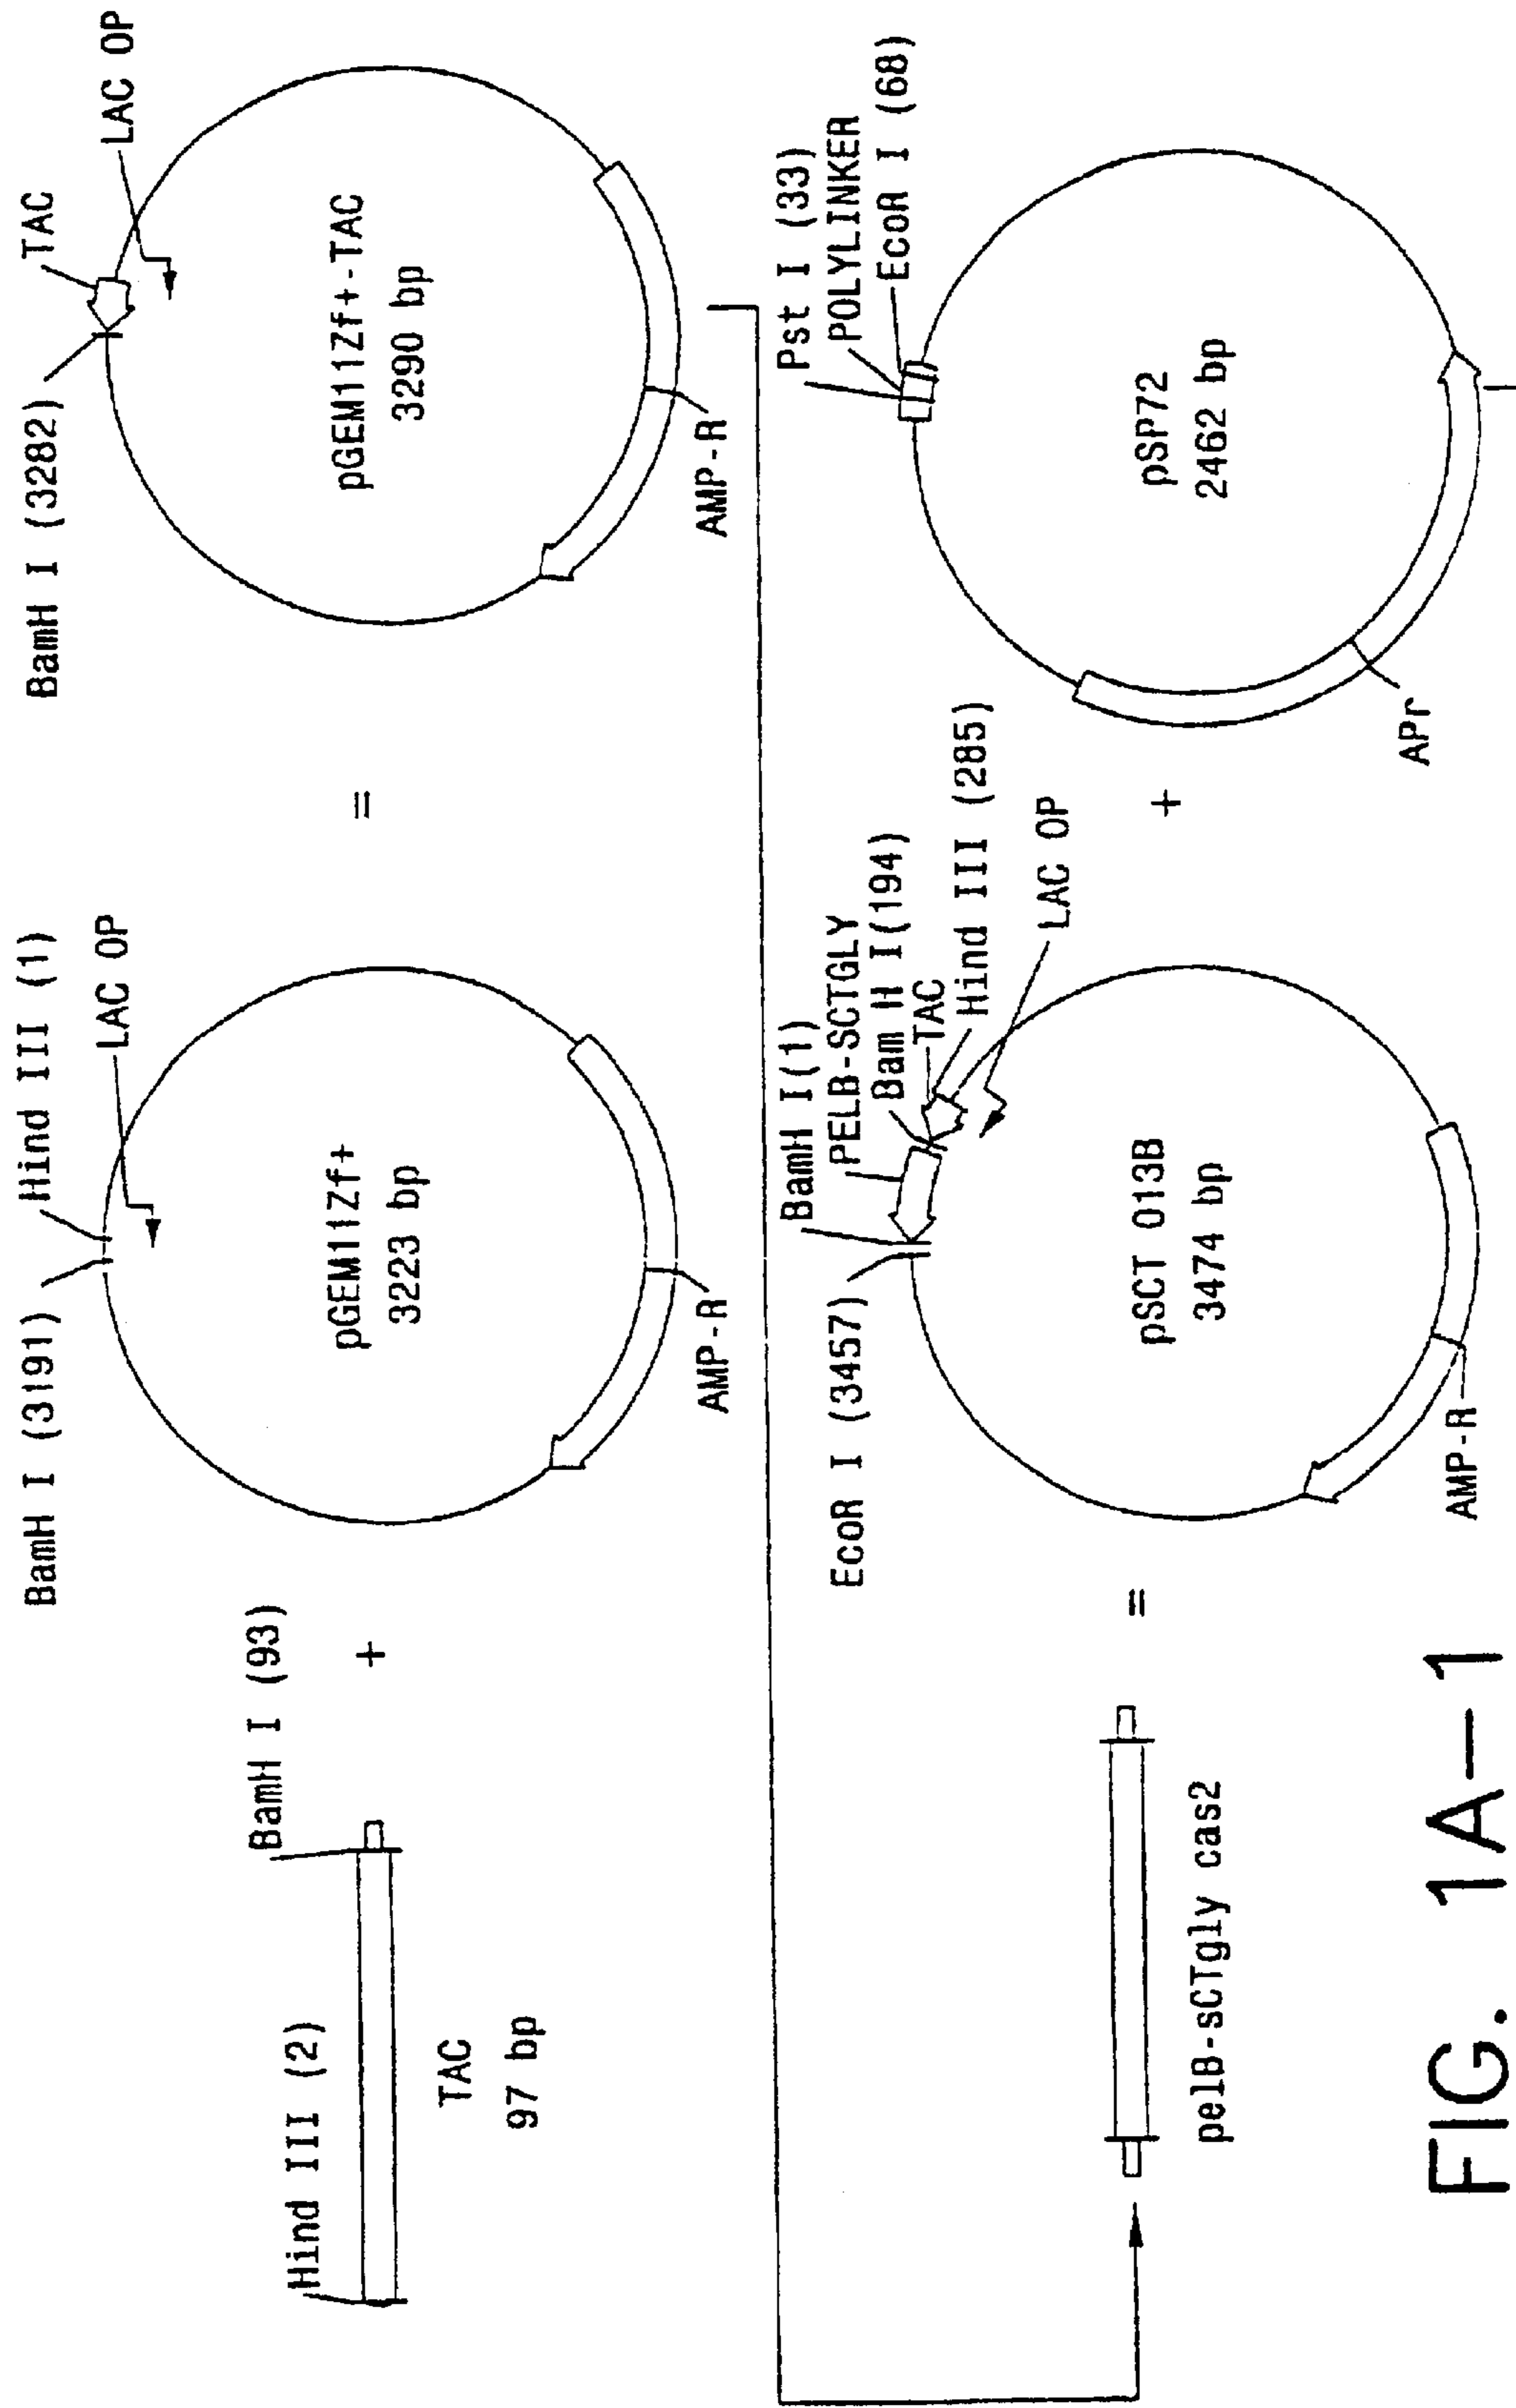 Hind III (2)
BamH I (93)
TAC
97 bp
+
BamH I (3191)
Hind III (1)
LAC OP
pGEM11Zf+
3223 bp
AMP-R
=
BamH I (3282)
TAC
LAC OP
pGEM11Zf+-TAC
3290 bp
AMP-R
pelB-sCTgly cas2
=
EcoR I (3457)
BamH I(1)
PELB-SCTGLY
Bam H I(194)
TAC
Hind III (285)
LAC OP
pSCT 013B
3474 bp
AMP-R
+
Pst I (33)
POLYLINKER
EcoR I (68)
pSP72
2462 bp
APr
FIG. 1A-1